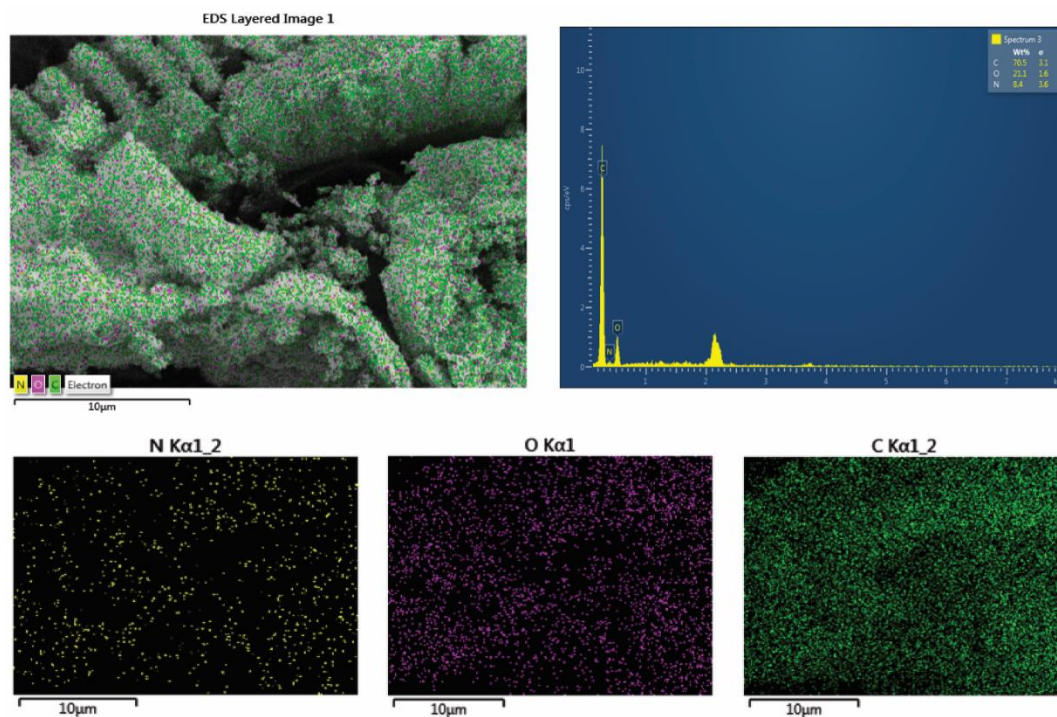 EDS Layered Image 1
N O C Electron
10μm
Spectrum 3
Wt% σ
C 70.5 3.1
O 21.1 1.6
N 8.4 3.6
cps/eV
10
8
6
4
2
0
C
N
O
1 2 3 4 5 6 7
N Kα1_2
10μm
O Kα1
10μm
C Kα1_2
10μm